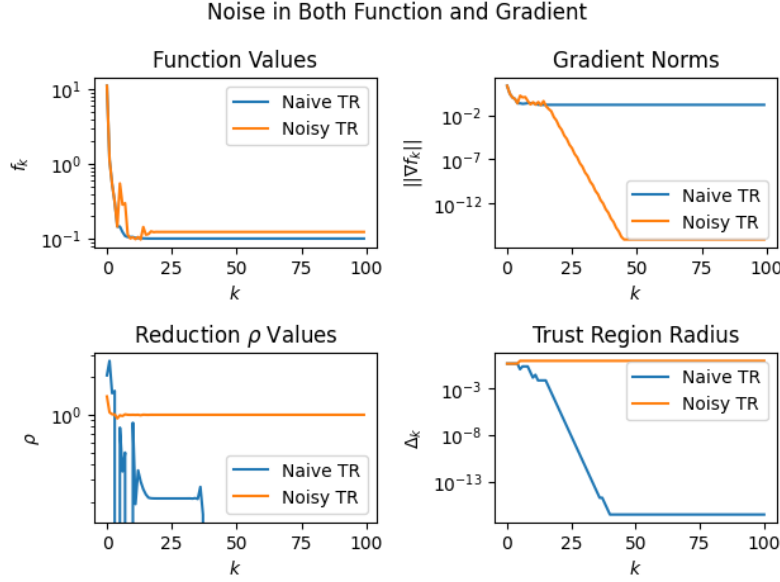 Noise in Both Function and Gradient
Function Values
f_k
10^1
10^0
10^-1
Naive TR
Noisy TR
0 25 50 75 100
k
Gradient Norms
||∇f_k||
10^-2
10^-7
10^-12
Naive TR
Noisy TR
0 25 50 75 100
k
Reduction ρ Values
ρ
10^0
Naive TR
Noisy TR
0 25 50 75 100
k
Trust Region Radius
Δ_k
10^-3
10^-8
10^-13
Naive TR
Noisy TR
0 25 50 75 100
k